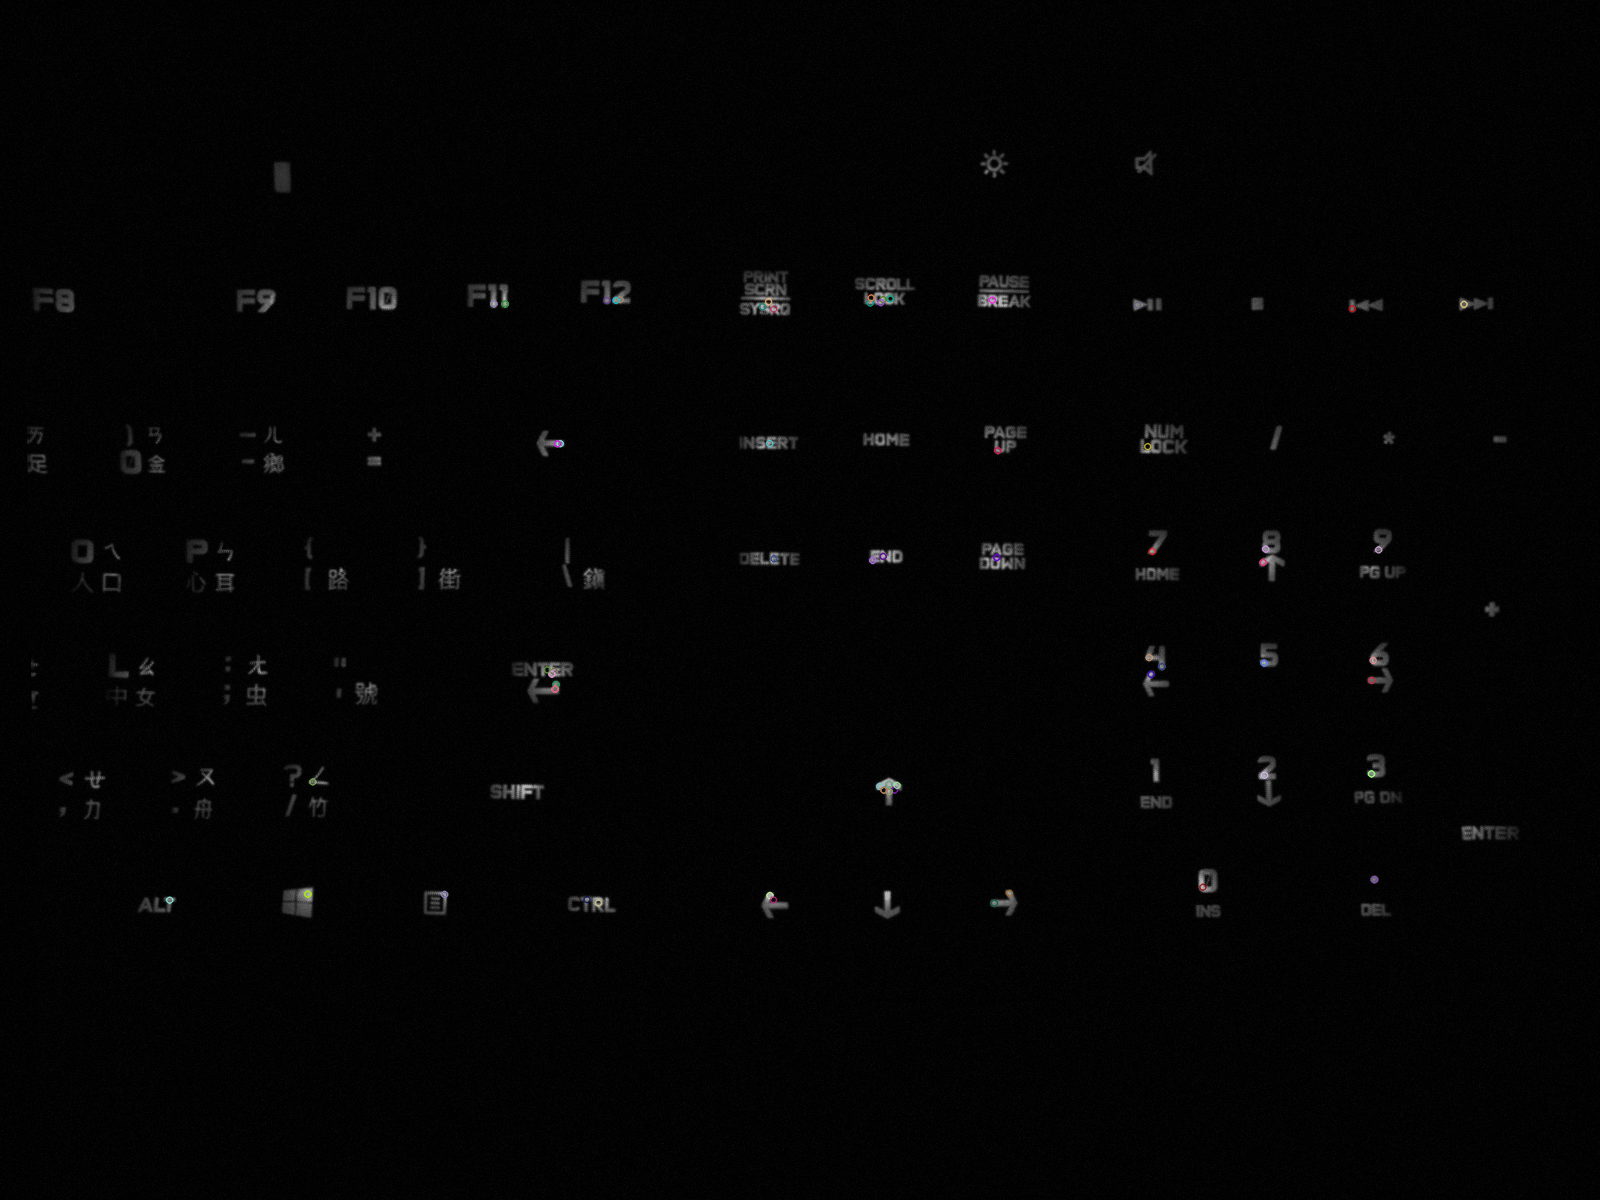 F8 F9 F10 F11 F12 PRINT SCRN SYSRQ SCROLL LOCK PAUSE BREAK
) ㄢ — ㄦ +
0 金 - 鄉 = ← INSERT HOME PAGE UP NUM LOCK / * -
O ㄟ P ㄣ { } |
人 口 心 耳 [ 路 ] 街 \ 鎖 DELETE END PAGE DOWN 7 HOME 8 ↑ 9 PG UP
+
L ㄠ : ㄤ "
中 女 ; 虫 ' 號 ENTER ← 4 ← 5 6 →
< ㄝ > ㄡ ? ㄥ
, 力 . 舟 / 竹 SHIFT ↑ 1 END 2 ↓ 3 PG DN
ENTER
ALT CTRL ← ↓ → 0 INS DEL